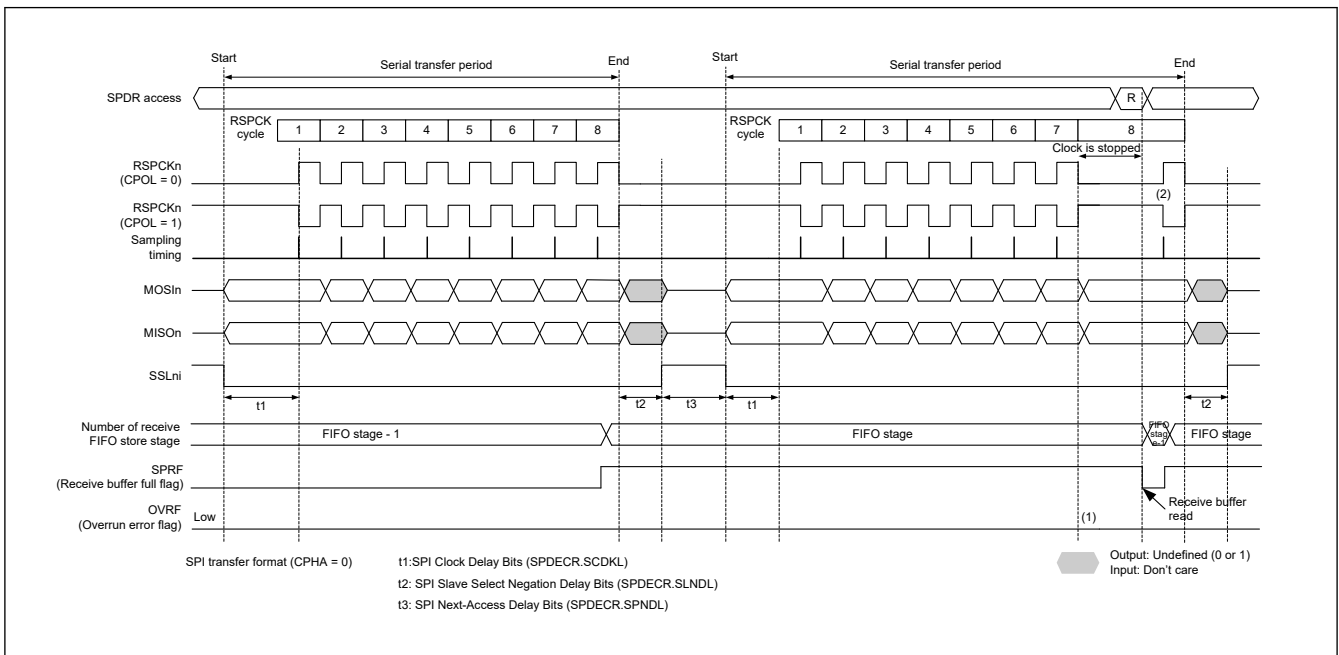 Start
Serial transfer period
End
Start
Serial transfer period
End
SPDR access
R
RSPCK
cycle
1 2 3 4 5 6 7 8
RSPCK
cycle
1 2 3 4 5 6 7 8
Clock is stopped
RSPCKn
(CPOL = 0)
(2)
RSPCKn
(CPOL = 1)
Sampling
timing
MOSIn
MISOn
SSLni
t1
t2
t3
t1
t2
Number of receive
FIFO store stage
FIFO stage - 1
FIFO stage
FIFO
stag
e-1
FIFO stage
SPRF
(Receive buffer full flag)
Receive buffer
read
OVRF
(Overrun error flag)
Low
(1)
SPI transfer format (CPHA = 0)
t1:SPI Clock Delay Bits (SPDECR.SCDKL)
t2: SPI Slave Select Negation Delay Bits (SPDECR.SLNDL)
t3: SPI Next-Access Delay Bits (SPDECR.SPNDL)
Output: Undefined (0 or 1)
Input: Don't care